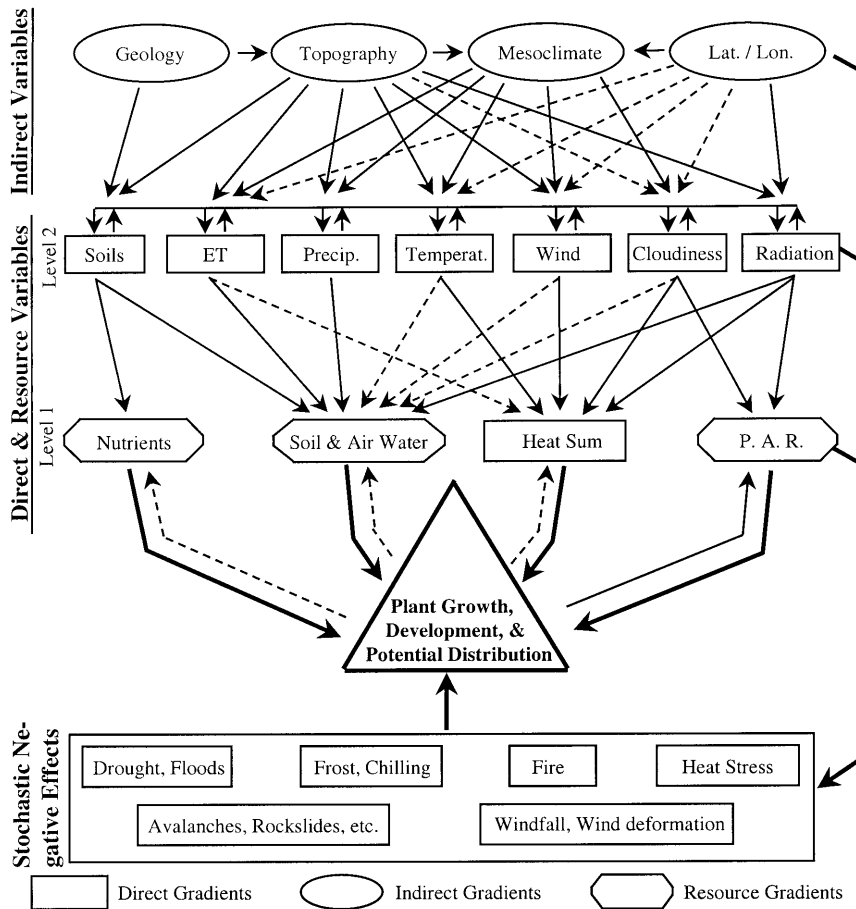 Indirect Variables
Geology
Topography
Mesoclimate
Lat. / Lon.
Direct & Resource Variables
Level 2
Soils
ET
Precip.
Temperat.
Wind
Cloudiness
Radiation
Level 1
Nutrients
Soil & Air Water
Heat Sum
P. A. R.
Plant Growth,
Development, &
Potential Distribution
Stochastic Ne-
gative Effects
Drought, Floods
Frost, Chilling
Fire
Heat Stress
Avalanches, Rockslides, etc.
Windfall, Wind deformation
Direct Gradients
Indirect Gradients
Resource Gradients